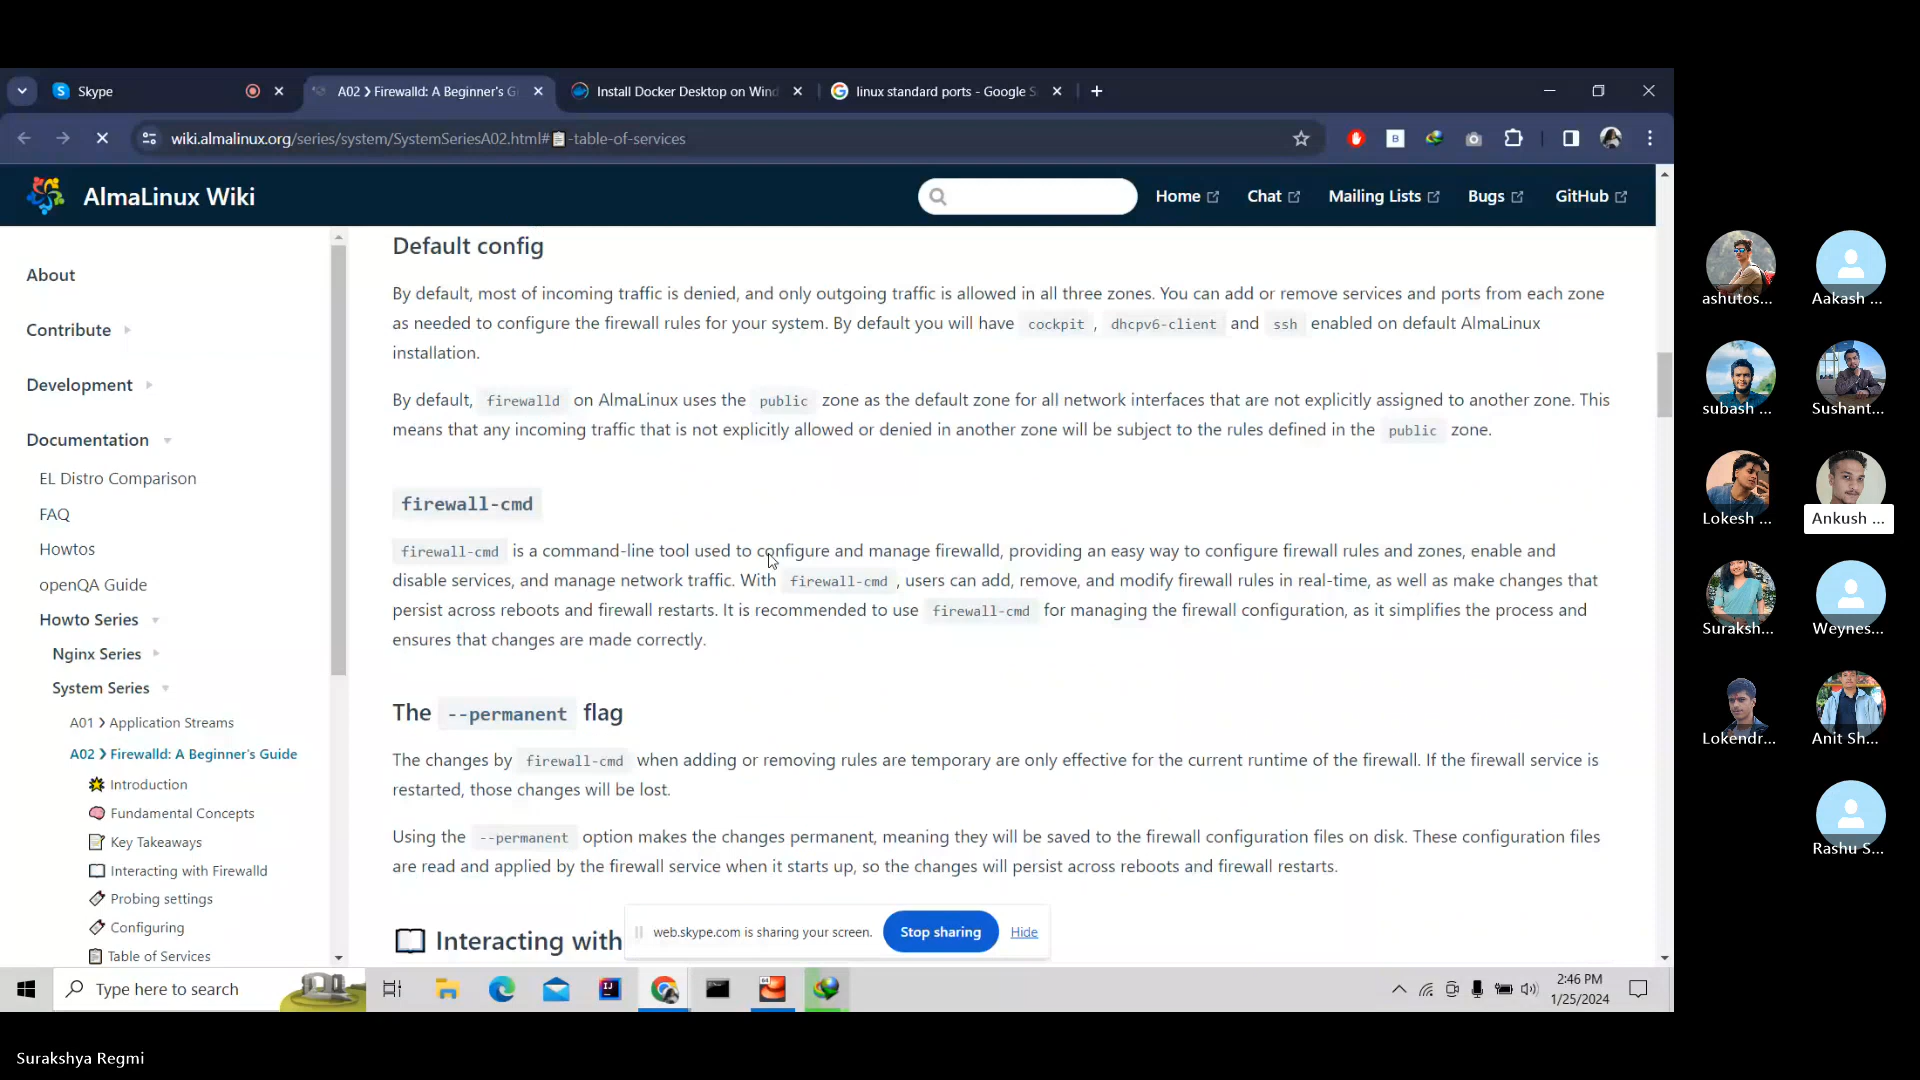 Skype
A02 ❯ Firewalld: A Beginner's G
Install Docker Desktop on Wind
linux standard ports - Google S
wiki.almalinux.org/series/system/SystemSeriesA02.html#📋-table-of-services
AlmaLinux Wiki
Home
Chat
Mailing Lists
Bugs
GitHub
About
Contribute
Development
Documentation
EL Distro Comparison
FAQ
Howtos
openQA Guide
Howto Series
Nginx Series
System Series
A01 ❯ Application Streams
A02 ❯ Firewalld: A Beginner's Guide
Introduction
Fundamental Concepts
Key Takeaways
Interacting with Firewalld
Probing settings
Configuring
Table of Services
Default config
By default, most of incoming traffic is denied, and only outgoing traffic is allowed in all three zones. You can add or remove services and ports from each zone
as needed to configure the firewall rules for your system. By default you will have cockpit , dhcpv6-client and ssh enabled on default AlmaLinux
installation.
By default, firewalld on AlmaLinux uses the public zone as the default zone for all network interfaces that are not explicitly assigned to another zone. This
means that any incoming traffic that is not explicitly allowed or denied in another zone will be subject to the rules defined in the public zone.
firewall-cmd
firewall-cmd is a command-line tool used to configure and manage firewalld, providing an easy way to configure firewall rules and zones, enable and
disable services, and manage network traffic. With firewall-cmd , users can add, remove, and modify firewall rules in real-time, as well as make changes that
persist across reboots and firewall restarts. It is recommended to use firewall-cmd for managing the firewall configuration, as it simplifies the process and
ensures that changes are made correctly.
The --permanent flag
The changes by firewall-cmd when adding or removing rules are temporary are only effective for the current runtime of the firewall. If the firewall service is
restarted, those changes will be lost.
Using the --permanent option makes the changes permanent, meaning they will be saved to the firewall configuration files on disk. These configuration files
are read and applied by the firewall service when it starts up, so the changes will persist across reboots and firewall restarts.
Interacting with
web.skype.com is sharing your screen.
Stop sharing
Hide
Type here to search
2:46 PM
1/25/2024
ashutos...
Aakash ...
subash ...
Sushant...
Lokesh ...
Ankush ...
Suraksh...
Weynes...
Lokendr...
Anit Sh...
Rashu S...
Surakshya Regmi